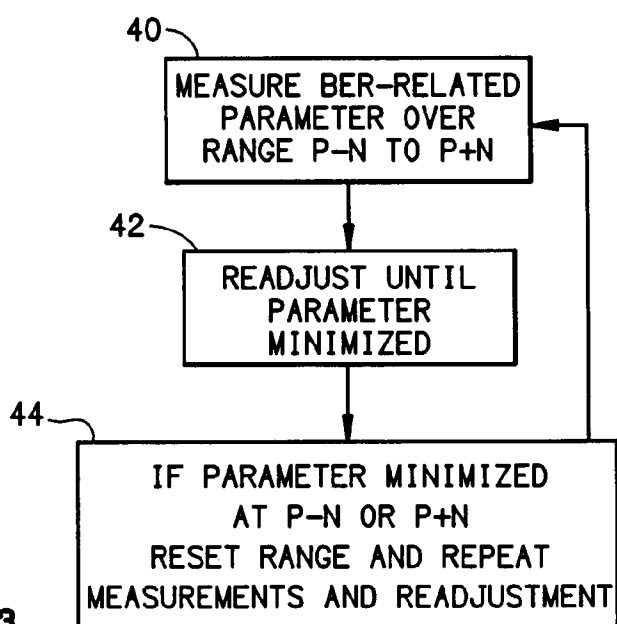 40
MEASURE BER-RELATED
PARAMETER OVER
RANGE P-N TO P+N
42
READJUST UNTIL
PARAMETER
MINIMIZED
44
IF PARAMETER MINIMIZED
AT P-N OR P+N
RESET RANGE AND REPEAT
MEASUREMENTS AND READJUSTMENT
3